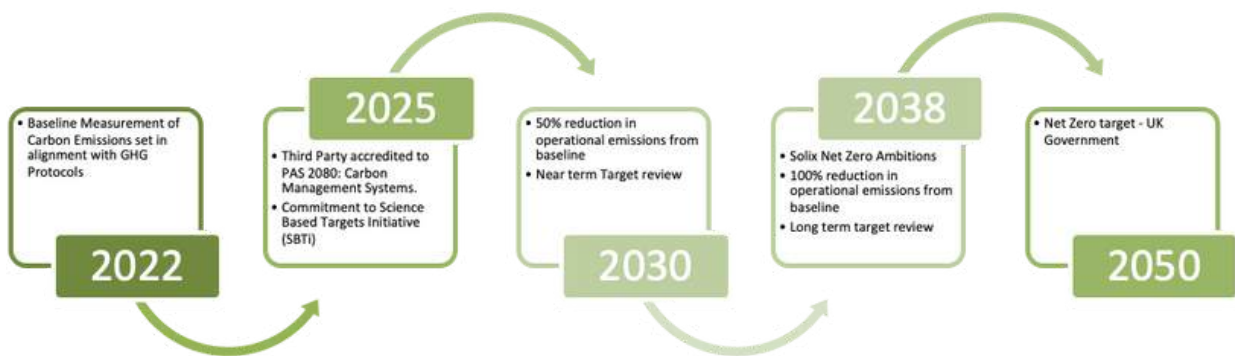 • Baseline Measurement of
Carbon Emissions set in
alignment with GHG
Protocols
2022
2025
• Third Party accredited to
PAS 2080: Carbon
Management Systems.
• Commitment to Science
Based Targets Initiative
(SBTi)
• 50% reduction in
operational emissions from
baseline
• Near term Target review
2030
2038
• Solix Net Zero Ambitions
• 100% reduction in
operational emissions from
baseline
• Long term target review
• Net Zero target - UK
Government
2050